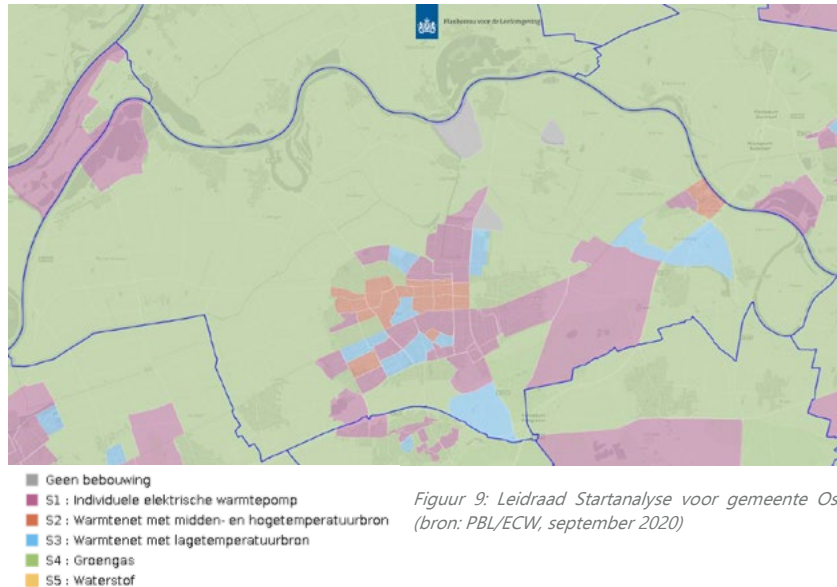 Planbureau voor de Leefomgeving
Geen bebouwing
S1 : Individuele elektrische warmtepomp
S2 : Warmtenet met midden- en hogetemperatuurbron
S3 : Warmtenet met lagetemperatuurbron
S4 : Groengas
S5 : Waterstof
Figuur 9: Leidraad Startanalyse voor gemeente Os
(bron: PBL/ECW, september 2020)